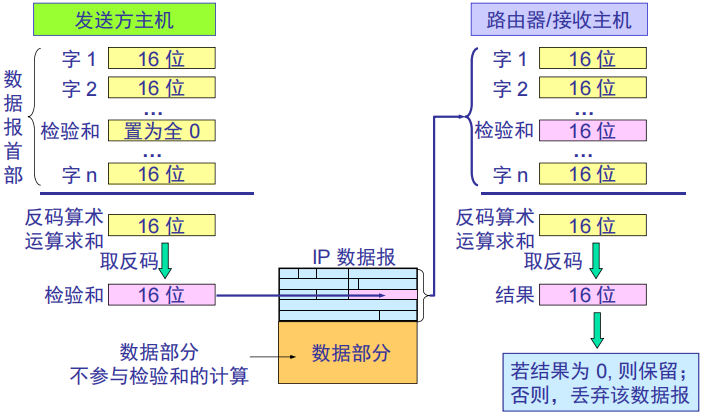 发送方主机
数据报首部
字 1 16 位
字 2 16 位
…
检验和 置为全 0
…
字 n 16 位
反码算术
运算求和
16 位
取反码
检验和 16 位
数据部分
不参与检验和的计算
IP 数据报
数据部分
路由器/接收主机
字 1 16 位
字 2 16 位
…
检验和 16 位
…
字 n 16 位
反码算术
运算求和
16 位
取反码
结果 16 位
若结果为 0, 则保留；
否则，丢弃该数据报